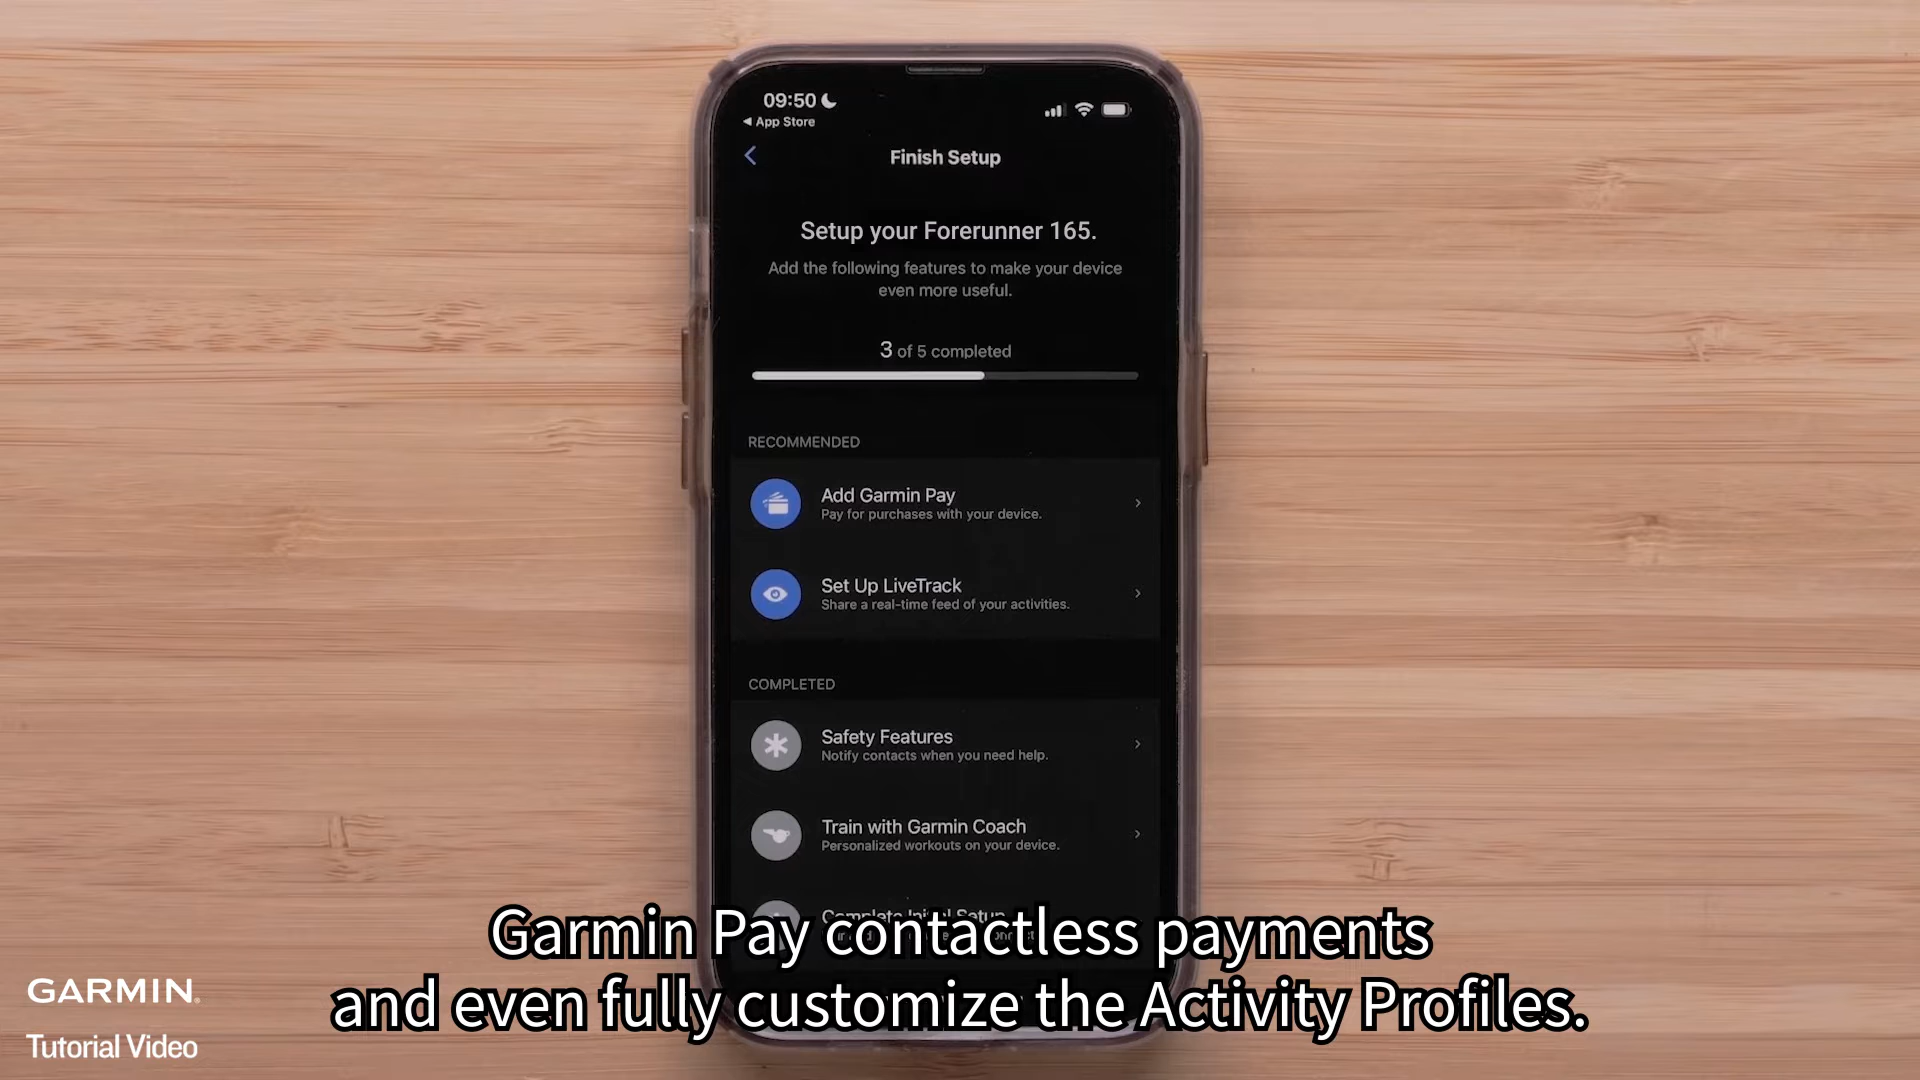 09:50
App Store
Finish Setup
Setup your Forerunner 165.
Add the following features to make your device
even more useful.
3 of 5 completed
RECOMMENDED
Add Garmin Pay
Pay for purchases with your device.
Set Up LiveTrack
Share a real-time feed of your activities.
COMPLETED
Safety Features
Notify contacts when you need help.
Train with Garmin Coach
Personalized workouts on your device.
Complete Initial Setup
Garmin Pay contactless payments
and even fully customize the Activity Profiles.
GARMIN
Tutorial Video